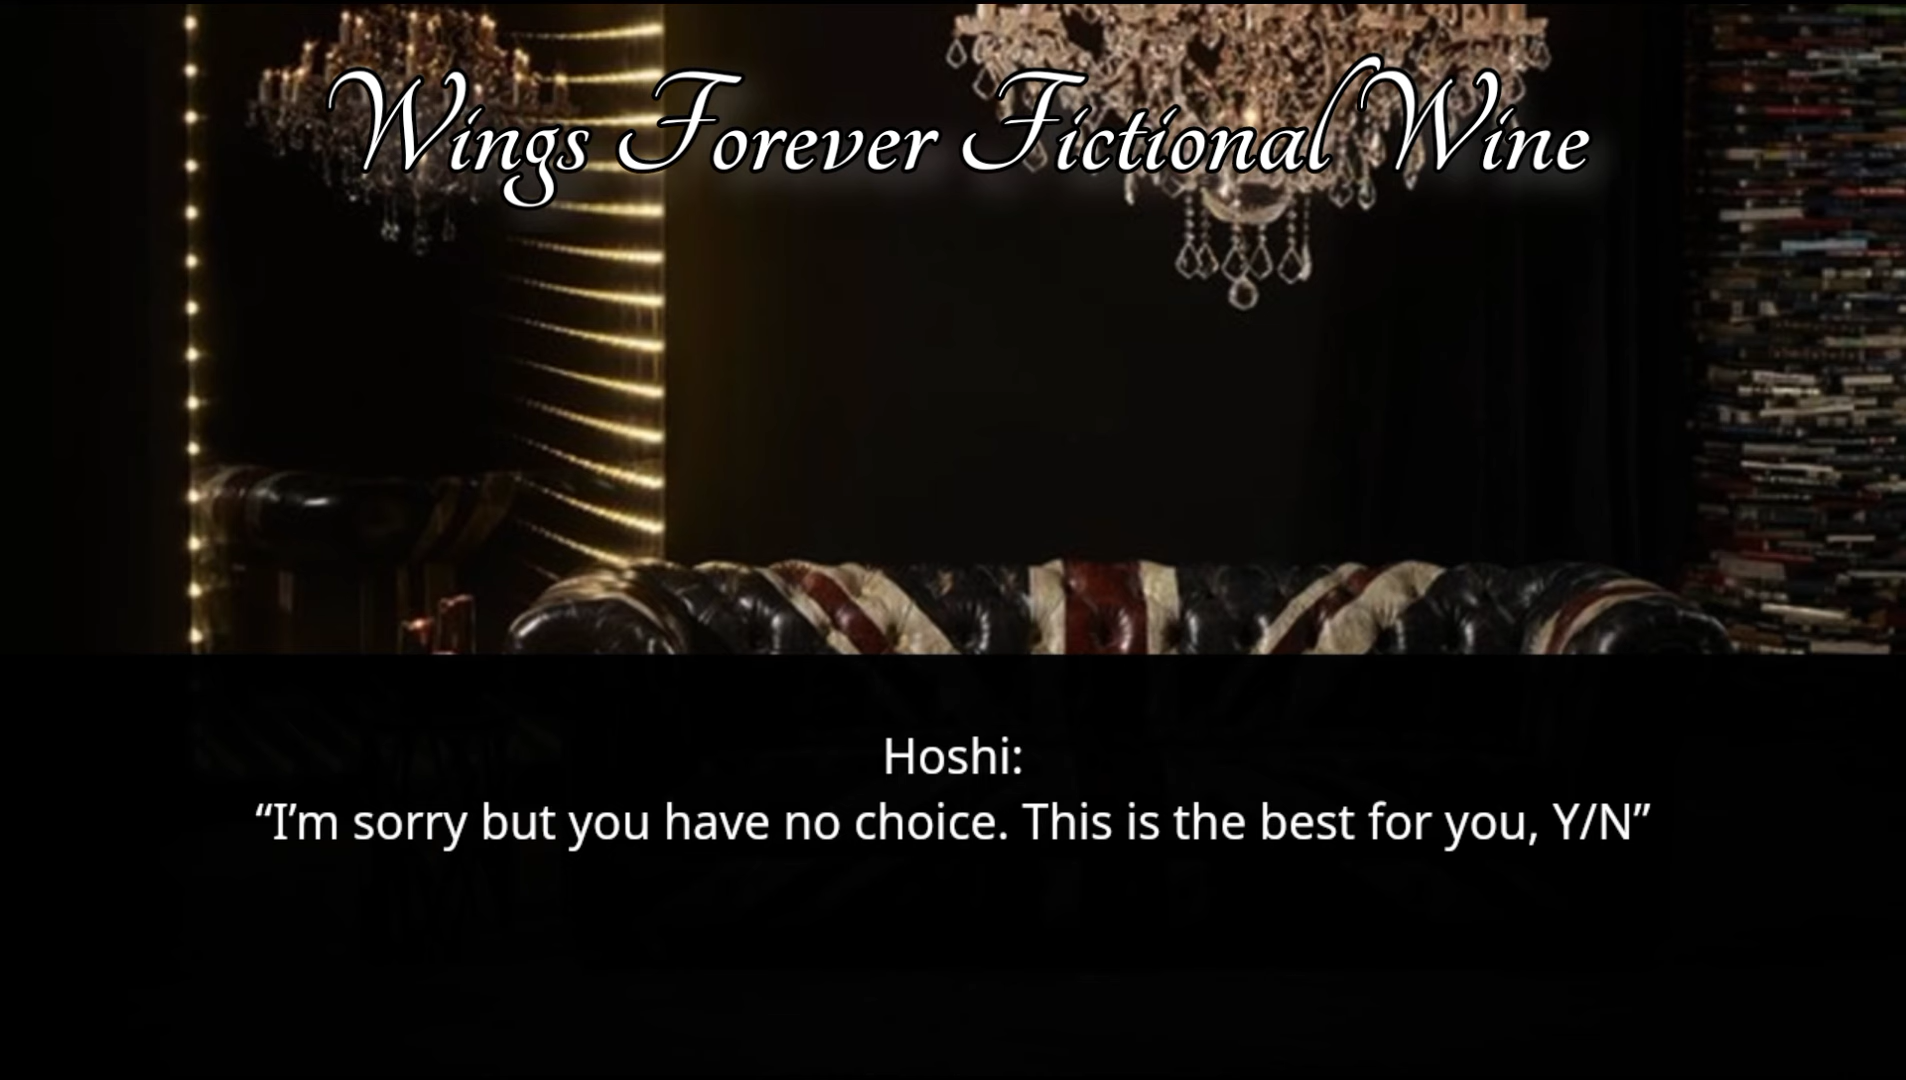 Wings Forever Fictional Wine
Hoshi:
“I’m sorry but you have no choice. This is the best for you, Y/N”